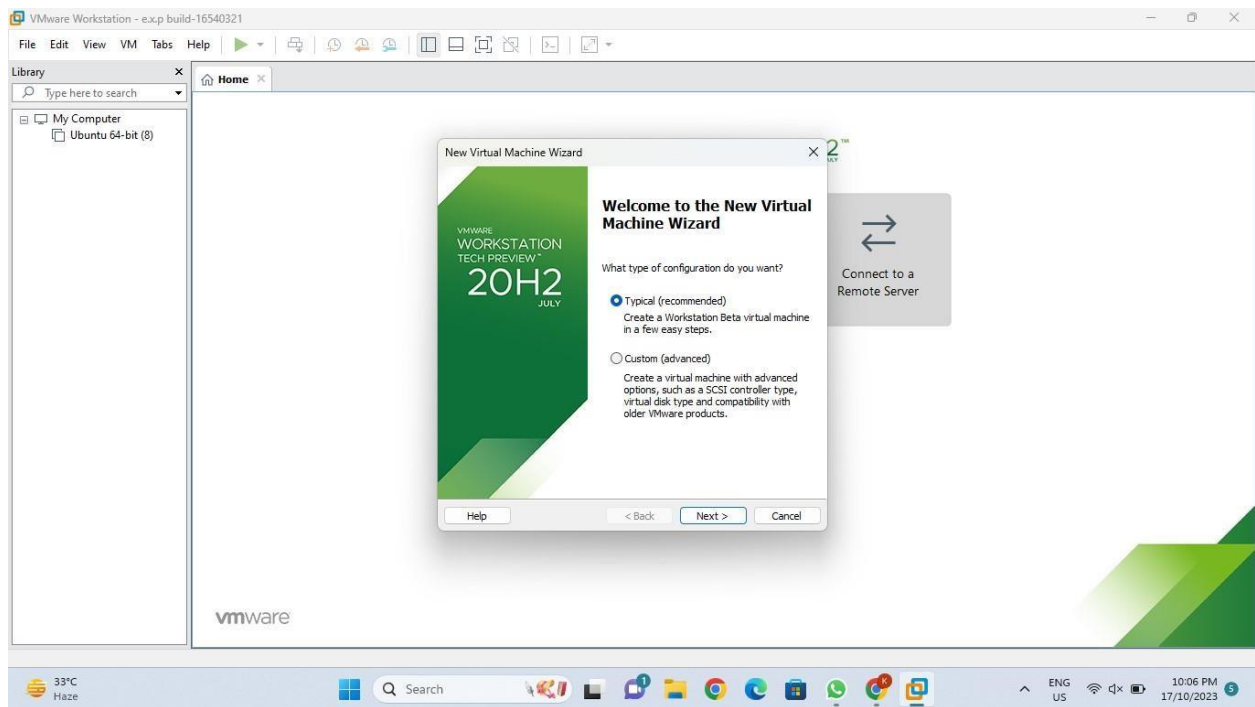 VMware Workstation - e.x.p build-16540321
File Edit View VM Tabs Help
Library
Type here to search
My Computer
Ubuntu 64-bit (8)
Home
2™
New Virtual Machine Wizard
VMWARE
WORKSTATION
TECH PREVIEW™
20H2
JULY
Welcome to the New Virtual
Machine Wizard
What type of configuration do you want?
Typical (recommended)
Create a Workstation Beta virtual machine
in a few easy steps.
Custom (advanced)
Create a virtual machine with advanced
options, such as a SCSI controller type,
virtual disk type and compatibility with
older VMware products.
Help
< Back
Next >
Cancel
Connect to a
Remote Server
vmware
33°C
Haze
Search
1
K
ENG
US
10:06 PM
17/10/2023
5